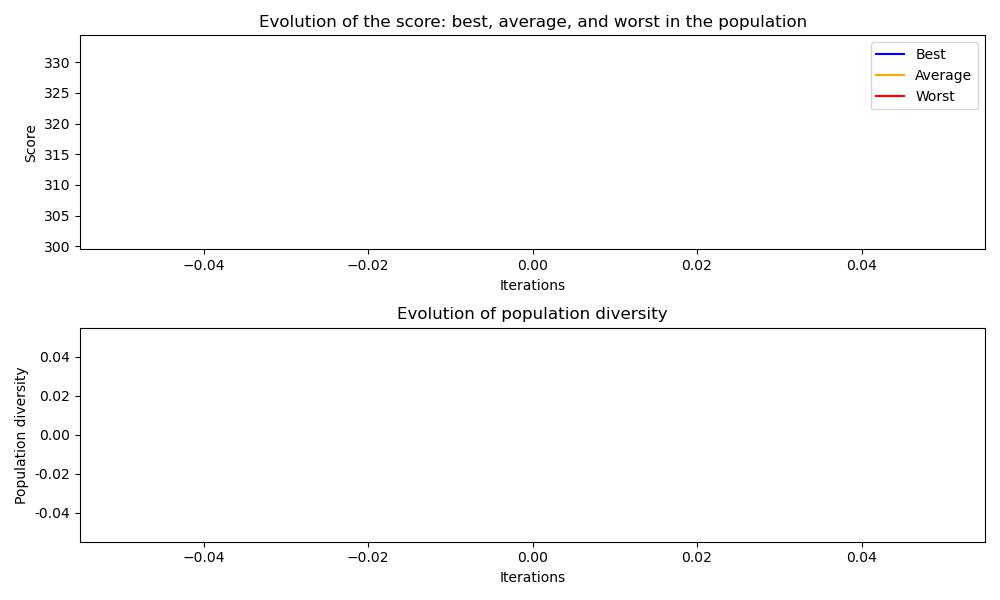 Evolution of the score: best, average, and worst in the population
Best
Average
Worst
Score
330
325
320
315
310
305
300
−0.04
−0.02
0.00
0.02
0.04
Iterations
Evolution of population diversity
Population diversity
0.04
0.02
0.00
-0.02
-0.04
−0.04
−0.02
0.00
0.02
0.04
Iterations